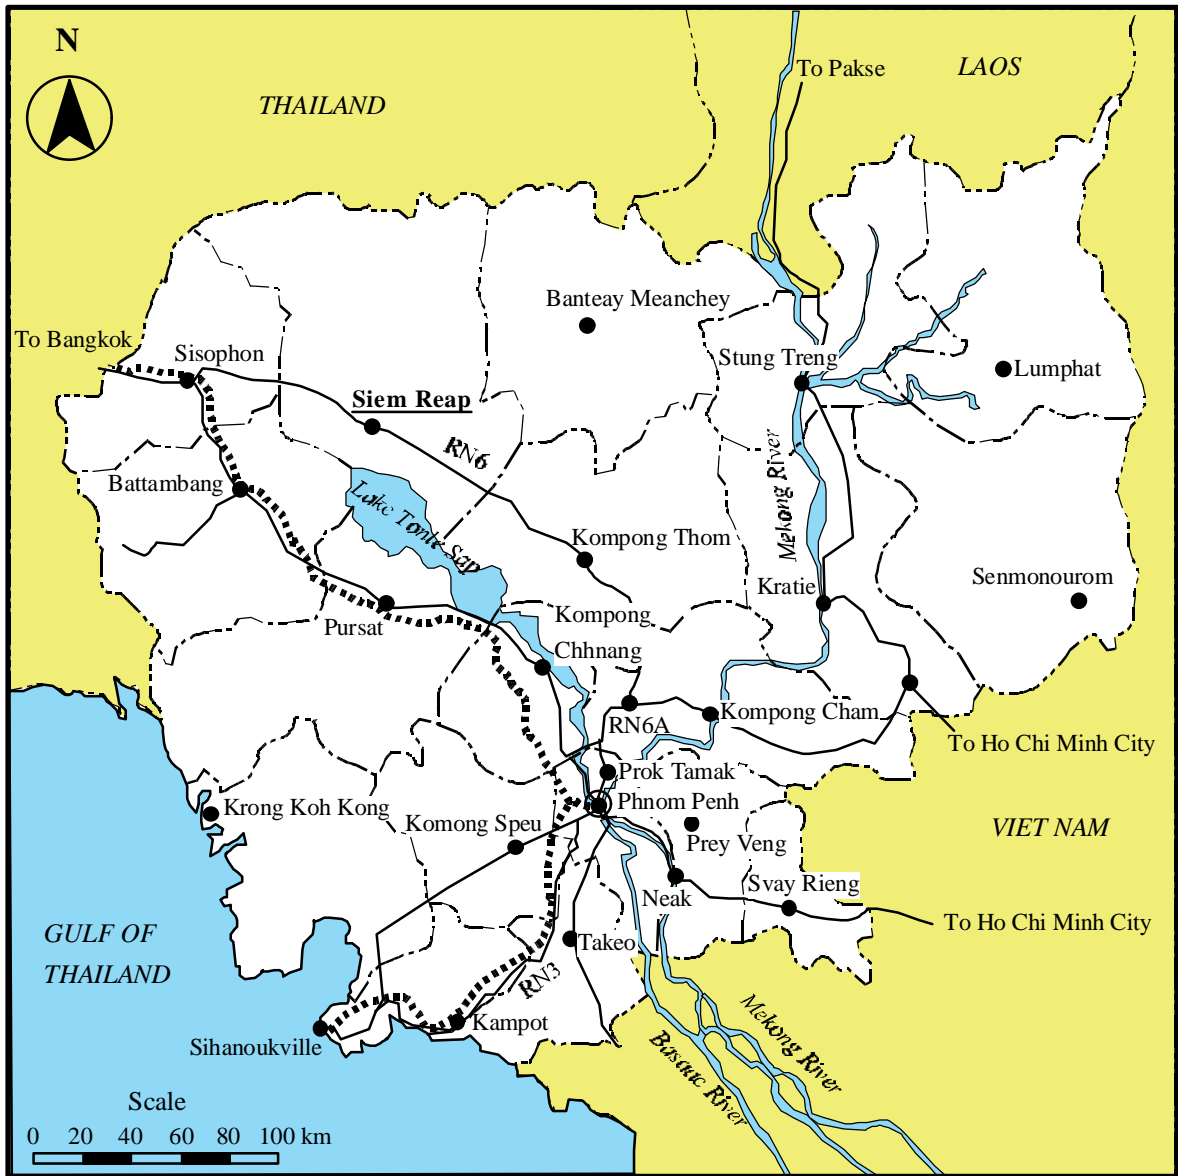 N
To Pakse
LAOS
THAILAND
Banteay Meanchey
To Bangkok
Sisophon
Stung Treng
Lumphat
Siem Reap
RN6
Mekong River
Battambang
Lake Tonle Sap
Kompong Thom
Senmonourom
Kratie
Pursat
Kompong
Chhnang
RN6A
Kompong Cham
To Ho Chi Minh City
Prok Tamak
Phnom Penh
Krong Koh Kong
Komong Speu
Prey Veng
VIET NAM
Svay Rieng
Neak
To Ho Chi Minh City
GULF OF
THAILAND
Takeo
RN3
Kampot
Sihanoukville
Mekong River
Basaic River
Scale
0 20 40 60 80 100 km